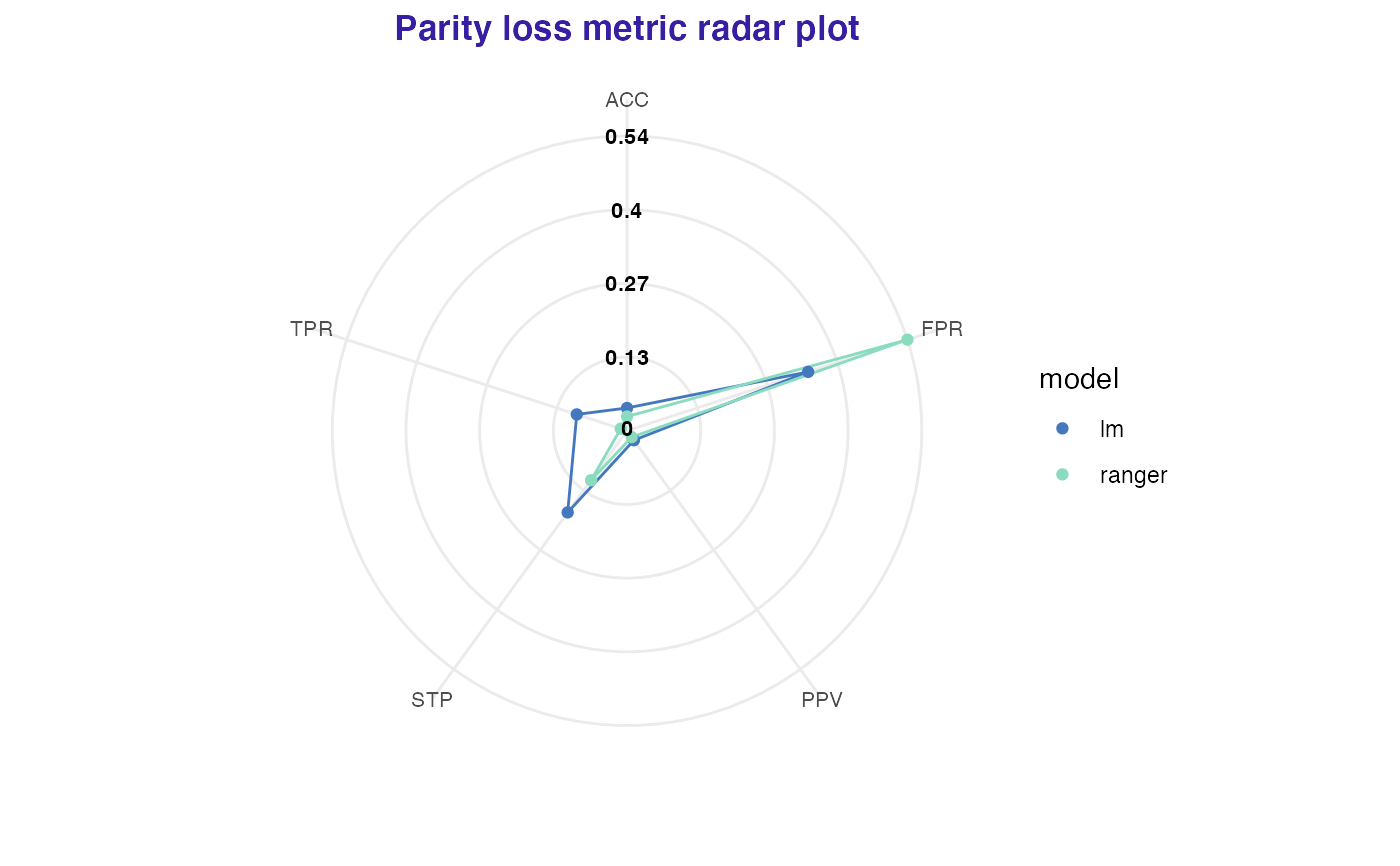 Parity loss metric radar plot
ACC
0.54
0.4
0.27
0.13
0
TPR
FPR
STP
PPV
model
lm
ranger